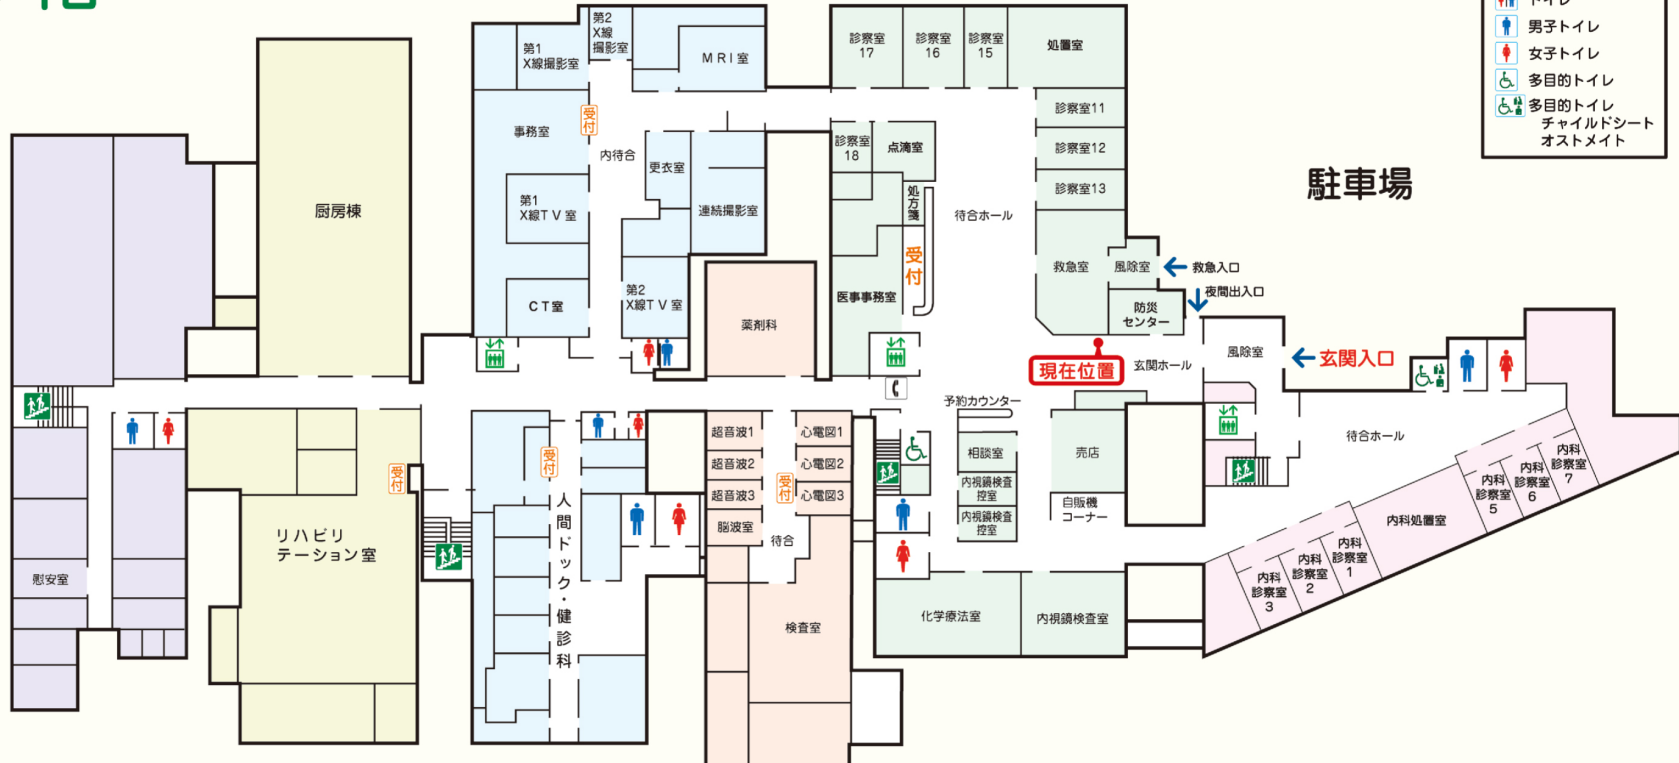 階
トイレ
男子トイレ
女子トイレ
多目的トイレ
多目的トイレ
チャイルドシート
オストメイト
駐車場
第1
X線撮影室
第2
X線
撮影室
MRI室
事務室
受付
内待合
更衣室
第1
X線TV室
連続撮影室
CT室
第2
X線TV室
厨房棟
薬剤科
診察室
17
診察室
16
診察室
15
処置室
診察室11
診察室12
診察室13
診察室
18
点滴室
処方箋
受付
待合ホール
医事事務室
救急室
風除室
救急入口
夜間出入口
防災
センター
現在位置
玄関ホール
風除室
玄関入口
予約カウンター
相談室
内視鏡検査
控室
内視鏡検査
控室
売店
自販機
コーナー
化学療法室
内視鏡検査室
待合ホール
内科
診察室
7
内科
診察室
6
内科
診察室
5
内科処置室
内科
診察室
1
内科
診察室
2
内科
診察室
3
超音波1
超音波2
超音波3
脳波室
心電図1
心電図2
心電図3
受付
待合
検査室
受付
人間ドック・健診科
受付
リハビリ
テーション室
慰安室